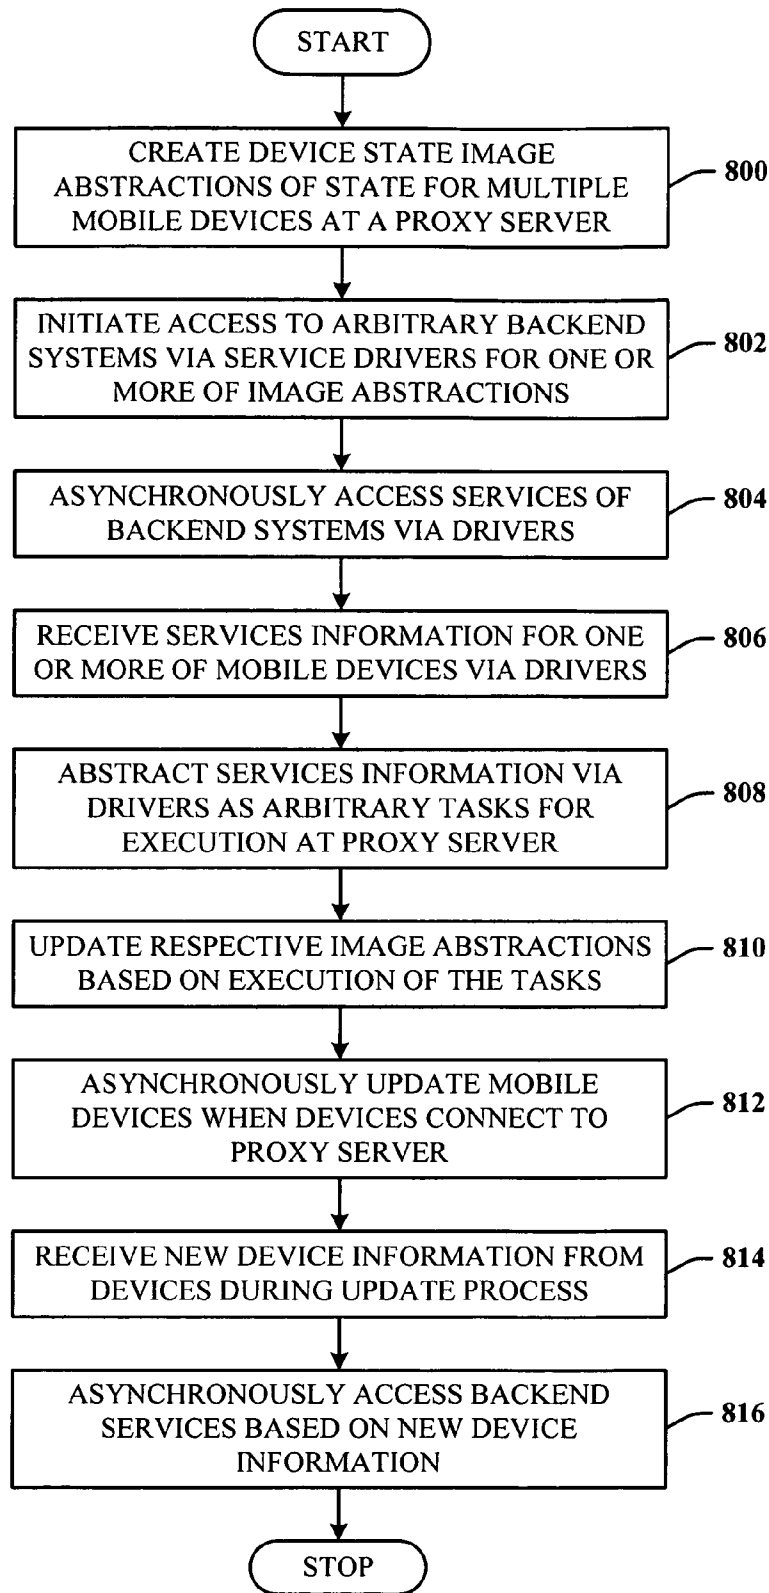 START
CREATE DEVICE STATE IMAGE
ABSTRACTIONS OF STATE FOR MULTIPLE
MOBILE DEVICES AT A PROXY SERVER
800
INITIATE ACCESS TO ARBITRARY BACKEND
SYSTEMS VIA SERVICE DRIVERS FOR ONE OR
MORE OF IMAGE ABSTRACTIONS
802
ASYNCHRONOUSLY ACCESS SERVICES OF
BACKEND SYSTEMS VIA DRIVERS
804
RECEIVE SERVICES INFORMATION FOR ONE
OR MORE OF MOBILE DEVICES VIA DRIVERS
806
ABSTRACT SERVICES INFORMATION VIA
DRIVERS AS ARBITRARY TASKS FOR
EXECUTION AT PROXY SERVER
808
UPDATE RESPECTIVE IMAGE ABSTRACTIONS
BASED ON EXECUTION OF THE TASKS
810
ASYNCHRONOUSLY UPDATE MOBILE
DEVICES WHEN DEVICES CONNECT TO
PROXY SERVER
812
RECEIVE NEW DEVICE INFORMATION FROM
DEVICES DURING UPDATE PROCESS
814
ASYNCHRONOUSLY ACCESS BACKEND
SERVICES BASED ON NEW DEVICE
INFORMATION
816
STOP